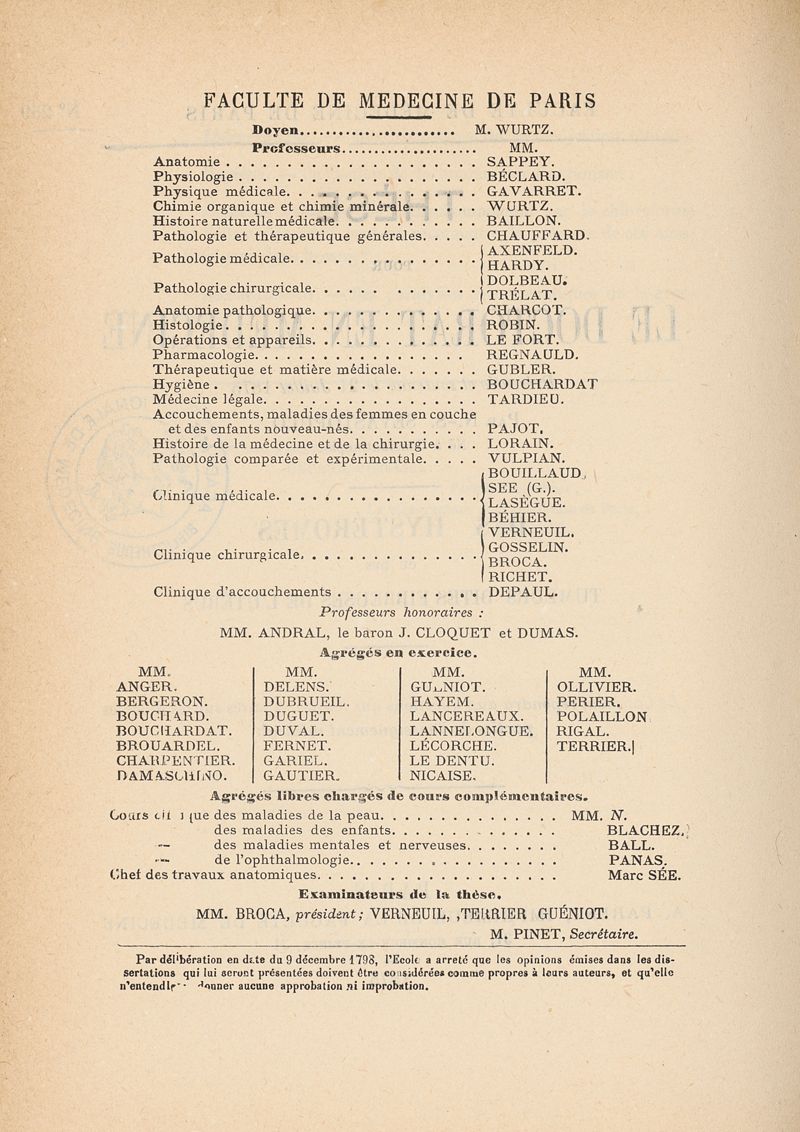 FACULTE DE MEDECINE DE PARIS
Doyen........................ M. WURTZ.
Professeurs..................... MM.
Anatomie . . . . . . . . . . . . . . . . . . . SAPPEY.
Physiologie . . . . . . . . . . . . . . . . . . BÉCLARD.
Physique médicale. . . . . . . . . . . . . . . GAVARRET.
Chimie organique et chimie minérale. . . . . . WURTZ.
Histoire naturelle médicale. . . . . . . . . . . BAILLON.
Pathologie et thérapeutique générales. . . . . CHAUFFARD.
Pathologie médicale. . . . . . . . . . . . . . . AXENFELD.
HARDY.
Pathologie chirurgicale. . . . . . . . . . . . . DOLBEAU.
TRÉLAT.
Anatomie pathologique. . . . . . . . . . . . . CHARCOT.
Histologie. . . . . . . . . . . . . . . . . . . ROBIN.
Opérations et appareils. . . . . . . . . . . . . LE FORT.
Pharmacologie. . . . . . . . . . . . . . . . REGNAULD.
Thérapeutique et matière médicale. . . . . . . GUBLER.
Hygiène . . . . . . . . . . . . . . . . . . BOUCHARDAT
Médecine légale. . . . . . . . . . . . . . . . . TARDIEU.
Accouchements, maladies des femmes en couche
et des enfants nouveau-nés. . . . . . . . . . . PAJOT.
Histoire de la médecine et de la chirurgie. . . . LORAIN.
Pathologie comparée et expérimentale. . . . . VULPIAN.
BOUILLAUD.
SEE (G.).
Clinique médicale. . . . . . . . . . . . . . . . LASÈGUE.
BÉHIER.
VERNEUIL.
GOSSELIN.
Clinique chirurgicale. . . . . . . . . . . . . . BROCA.
RICHET.
Clinique d'accouchements . . . . . . . . . . . . DEPAUL.
Professeurs honoraires :
MM. ANDRAL, le baron J. CLOQUET et DUMAS.
Agrégés en exercice.
MM. MM. MM. MM.
ANGER. DELENS. GUENIOT. OLLIVIER.
BERGERON. DUBRUEIL. HAYEM. PERIER.
BOUCHARD. DUGUET. LANCEREAUX. POLAILLON
BOUCHARDAT. DUVAL. LANNELONGUE. RIGAL.
BROUARDEL. FERNET. LÉCORCHE. TERRIER.
CHARPENTIER. GARIEL. LE DENTU.
DAMASCHINO. GAUTIER. NICAISE.
Agrégés libres chargés de cours complémentaires.
Cours que des maladies de la peau. . . . . . . . . . . . . . . MM. N.
des maladies des enfants. . . . . . . . . . . . . . BLACHEZ.
— des maladies mentales et nerveuses. . . . . . . . BALL.
— de l'ophthalmologie. . . . . . . . . . . . . . . . . . PANAS.
Chef des travaux anatomiques. . . . . . . . . . . . . . . . . . . . Marc SÉE.
Examinateurs de la thèse.
MM. BROCA, président; VERNEUIL, ,TERRIER GUÉNIOT.
M. PINET, Secrétaire.
Par délibération en date du 9 décembre 1798, l'Ecole a arreté que les opinions émises dans les dis-
sertations qui lui seront présentées doivent être considérées comme propres à leurs auteurs, et qu'elle
n'entend donner aucune approbation ni improbation.